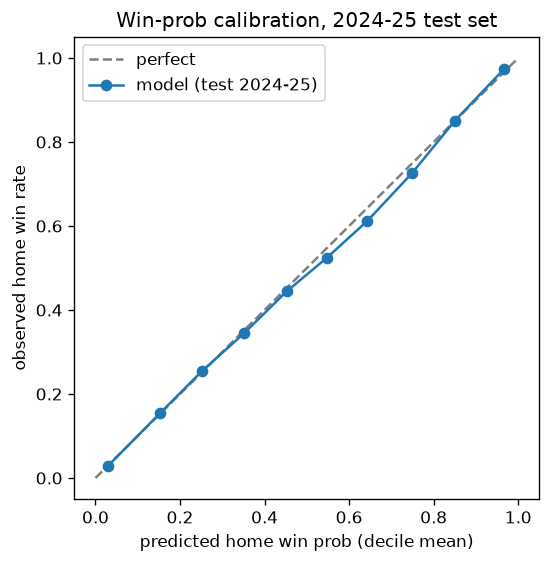 Win-prob calibration, 2024-25 test set
perfect
model (test 2024-25)
1.0
0.8
0.6
0.4
0.2
0.0
observed home win rate
0.0 0.2 0.4 0.6 0.8 1.0
predicted home win prob (decile mean)